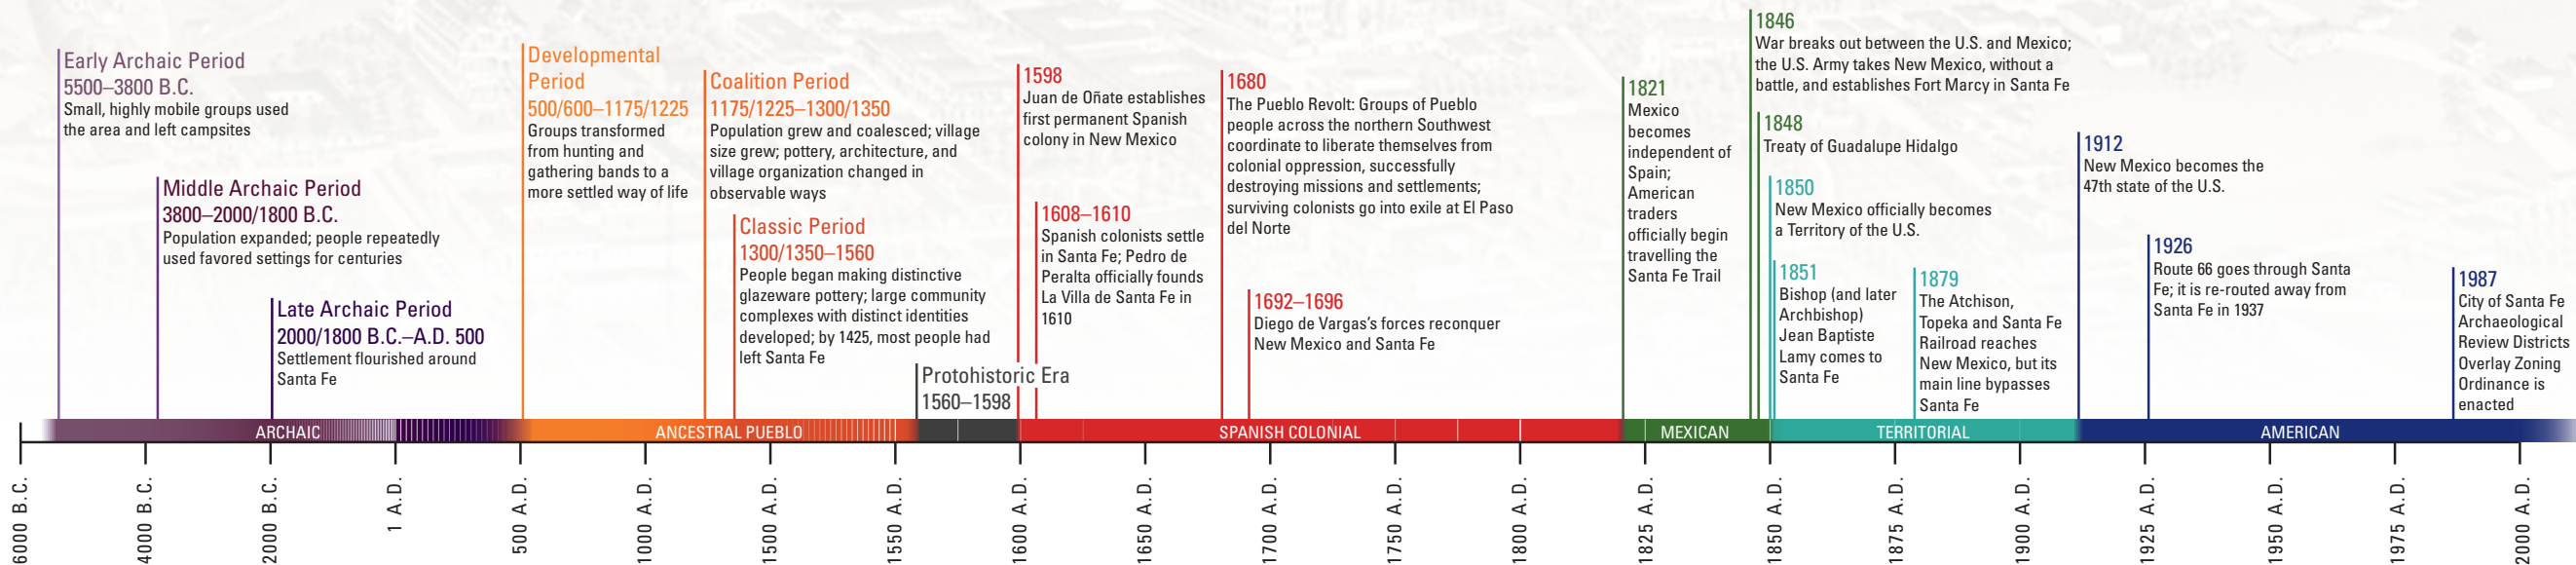 Early Archaic Period
5500–3800 B.C.
Small, highly mobile groups used
the area and left campsites
Middle Archaic Period
3800–2000/1800 B.C.
Population expanded; people repeatedly
used favored settings for centuries
Late Archaic Period
2000/1800 B.C.–A.D. 500
Settlement flourished around
Santa Fe
Developmental
Period
500/600–1175/1225
Groups transformed
from hunting and
gathering bands to a
more settled way of life
Coalition Period
1175/1225–1300/1350
Population grew and coalesced; village
size grew; pottery, architecture, and
village organization changed in
observable ways
Classic Period
1300/1350–1560
People began making distinctive
glazeware pottery; large community
complexes with distinct identities
developed; by 1425, most people had
left Santa Fe
Protohistoric Era
1560–1598
1598
Juan de Oñate establishes
first permanent Spanish
colony in New Mexico
1608–1610
Spanish colonists settle
in Santa Fe; Pedro de
Peralta officially founds
La Villa de Santa Fe in
1610
1680
The Pueblo Revolt: Groups of Pueblo
people across the northern Southwest
coordinate to liberate themselves from
colonial oppression, successfully
destroying missions and settlements;
surviving colonists go into exile at El Paso
del Norte
1692–1696
Diego de Vargas's forces reconquer
New Mexico and Santa Fe
1821
Mexico
becomes
independent of
Spain;
American
traders
officially begin
travelling the
Santa Fe Trail
1846
War breaks out between the U.S. and Mexico;
the U.S. Army takes New Mexico, without a
battle, and establishes Fort Marcy in Santa Fe
1848
Treaty of Guadalupe Hidalgo
1850
New Mexico officially becomes
a Territory of the U.S.
1851
Bishop (and later
Archbishop)
Jean Baptiste
Lamy comes to
Santa Fe
1879
The Atchison,
Topeka and Santa Fe
Railroad reaches
New Mexico, but its
main line bypasses
Santa Fe
1912
New Mexico becomes the
47th state of the U.S.
1926
Route 66 goes through Santa
Fe; it is re-routed away from
Santa Fe in 1937
1987
City of Santa Fe
Archaeological
Review Districts
Overlay Zoning
Ordinance is
enacted
ARCHAIC
ANCESTRAL PUEBLO
SPANISH COLONIAL
MEXICAN
TERRITORIAL
AMERICAN
6000 B.C.
4000 B.C.
2000 B.C.
1 A.D.
500 A.D.
1000 A.D.
1500 A.D.
1550 A.D.
1600 A.D.
1650 A.D.
1700 A.D.
1750 A.D.
1800 A.D.
1825 A.D.
1850 A.D.
1875 A.D.
1900 A.D.
1925 A.D.
1950 A.D.
1975 A.D.
2000 A.D.